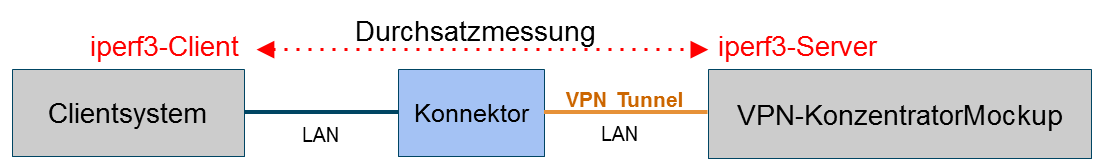 Durchsatzmessung
iperf3-Client
iperf3-Server
Clientsystem
LAN
Konnektor
VPN Tunnel
LAN
VPN-KonzentratorMockup